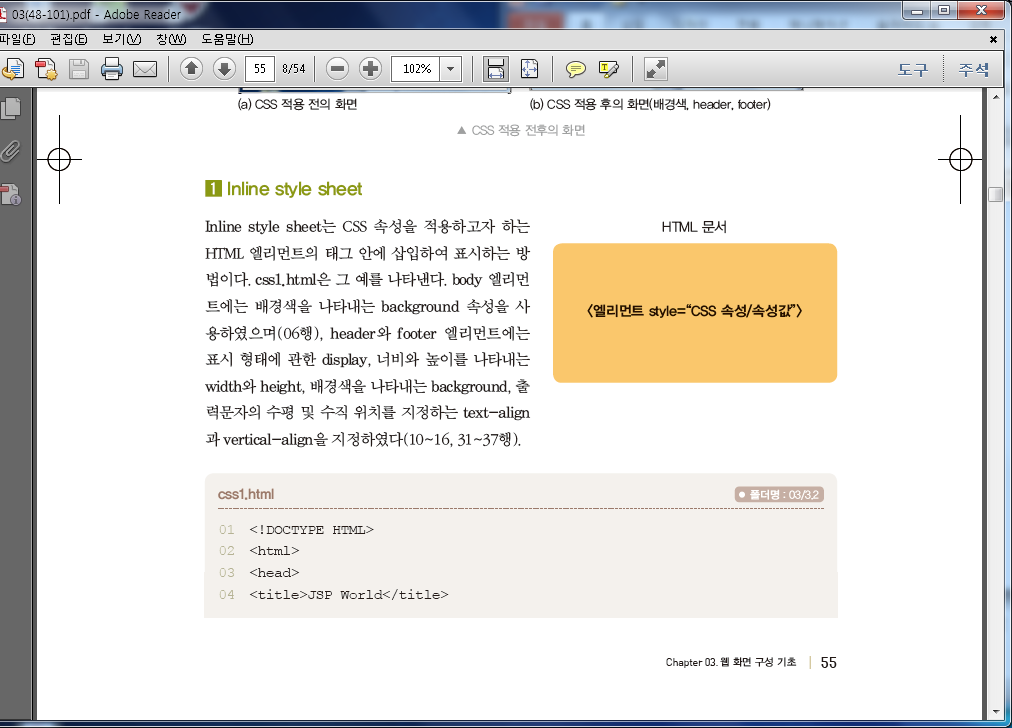 03(48-101).pdf - Adobe Reader
파일(F) 편집(E) 보기(V) 창(W) 도움말(H)
55 8/54 102% 도구 주석
(a) CSS 적용 전의 화면
(b) CSS 적용 후의 화면(배경색, header, footer)
▲ CSS 적용 전후의 화면
1 Inline style sheet
Inline style sheet는 CSS 속성을 적용하고자 하는
HTML 엘리먼트의 태그 안에 삽입하여 표시하는 방
법이다. css1.html은 그 예를 나타낸다. body 엘리먼
트에는 배경색을 나타내는 background 속성을 사
용하였으며(06행), header와 footer 엘리먼트에는
표시 형태에 관한 display, 너비와 높이를 나타내는
width와 height, 배경색을 나타내는 background, 출
력문자의 수평 및 수직 위치를 지정하는 text-align
과 vertical-align을 지정하였다(10~16, 31~37행).
HTML 문서
<엘리먼트 style=“CSS 속성/속성값”>
css1.html
● 폴더명 : 03/3.2
01 <!DOCTYPE HTML>
02 <html>
03 <head>
04 <title>JSP World</title>
Chapter 03. 웹 화면 구성 기초 | 55